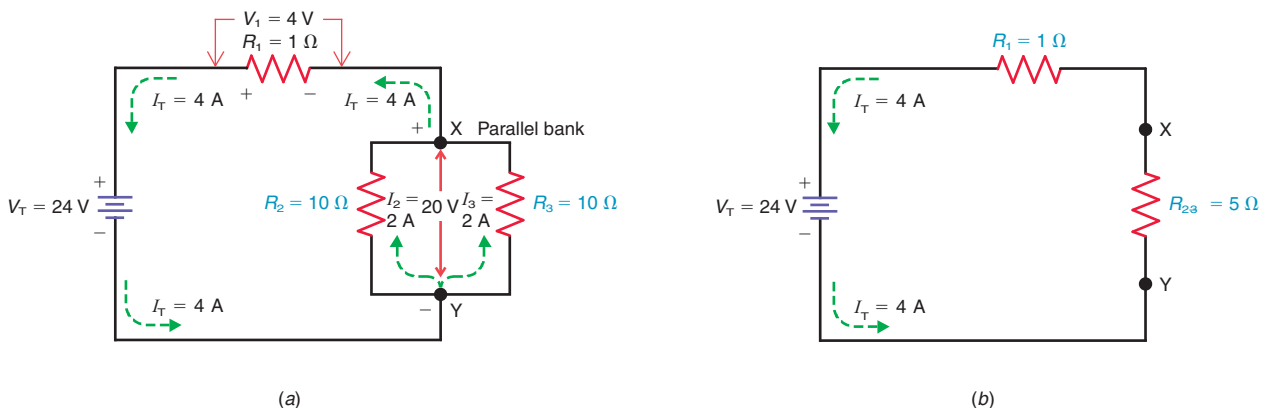 V₁ = 4 V
R₁ = 1 Ω
I_T = 4 A
+
−
I_T = 4 A
+
X Parallel bank
+
V_T = 24 V
−
R₂ = 10 Ω
I₂ =
2 A
20 V
I₃ =
2 A
R₃ = 10 Ω
I_T = 4 A
−
Y
(a)
R₁ = 1 Ω
I_T = 4 A
X
+
V_T = 24 V
−
R₂₃ = 5 Ω
Y
I_T = 4 A
(b)